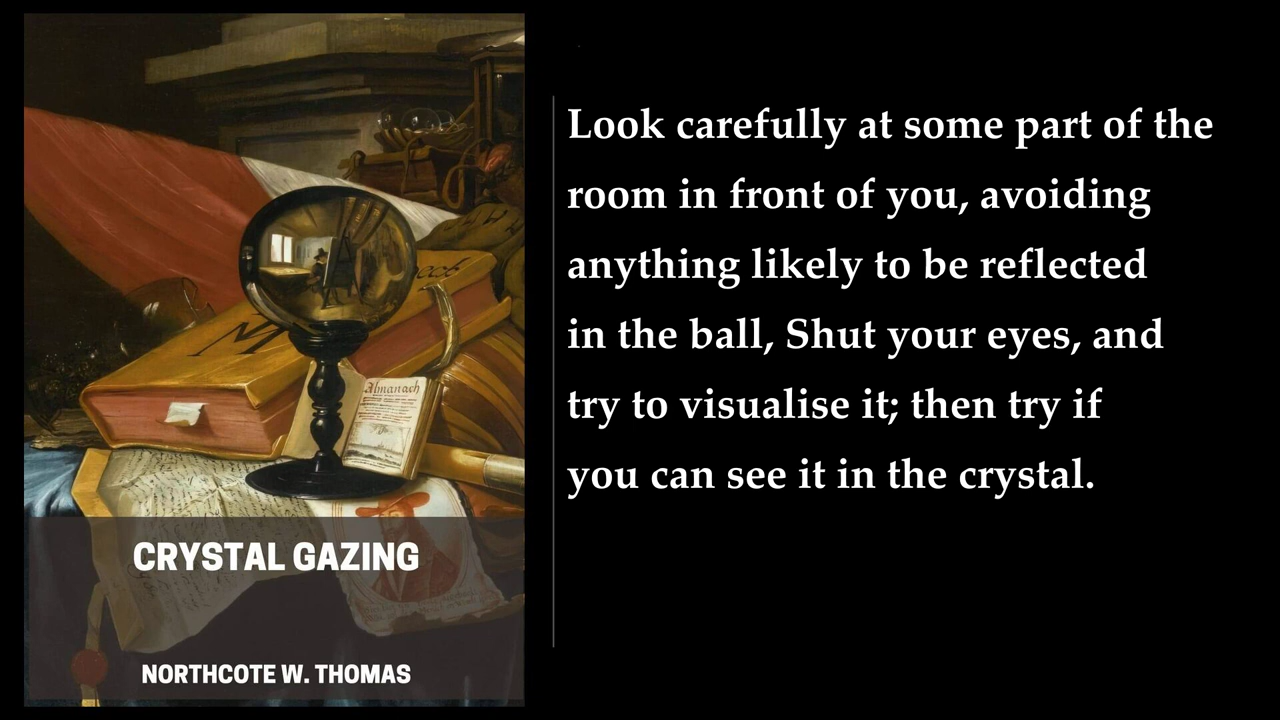 Look carefully at some part of the
room in front of you, avoiding
anything likely to be reflected
in the ball, Shut your eyes, and
try to visualise it; then try if
you can see it in the crystal.
M
Almanach
CRYSTAL GAZING
NORTHCOTE W. THOMAS